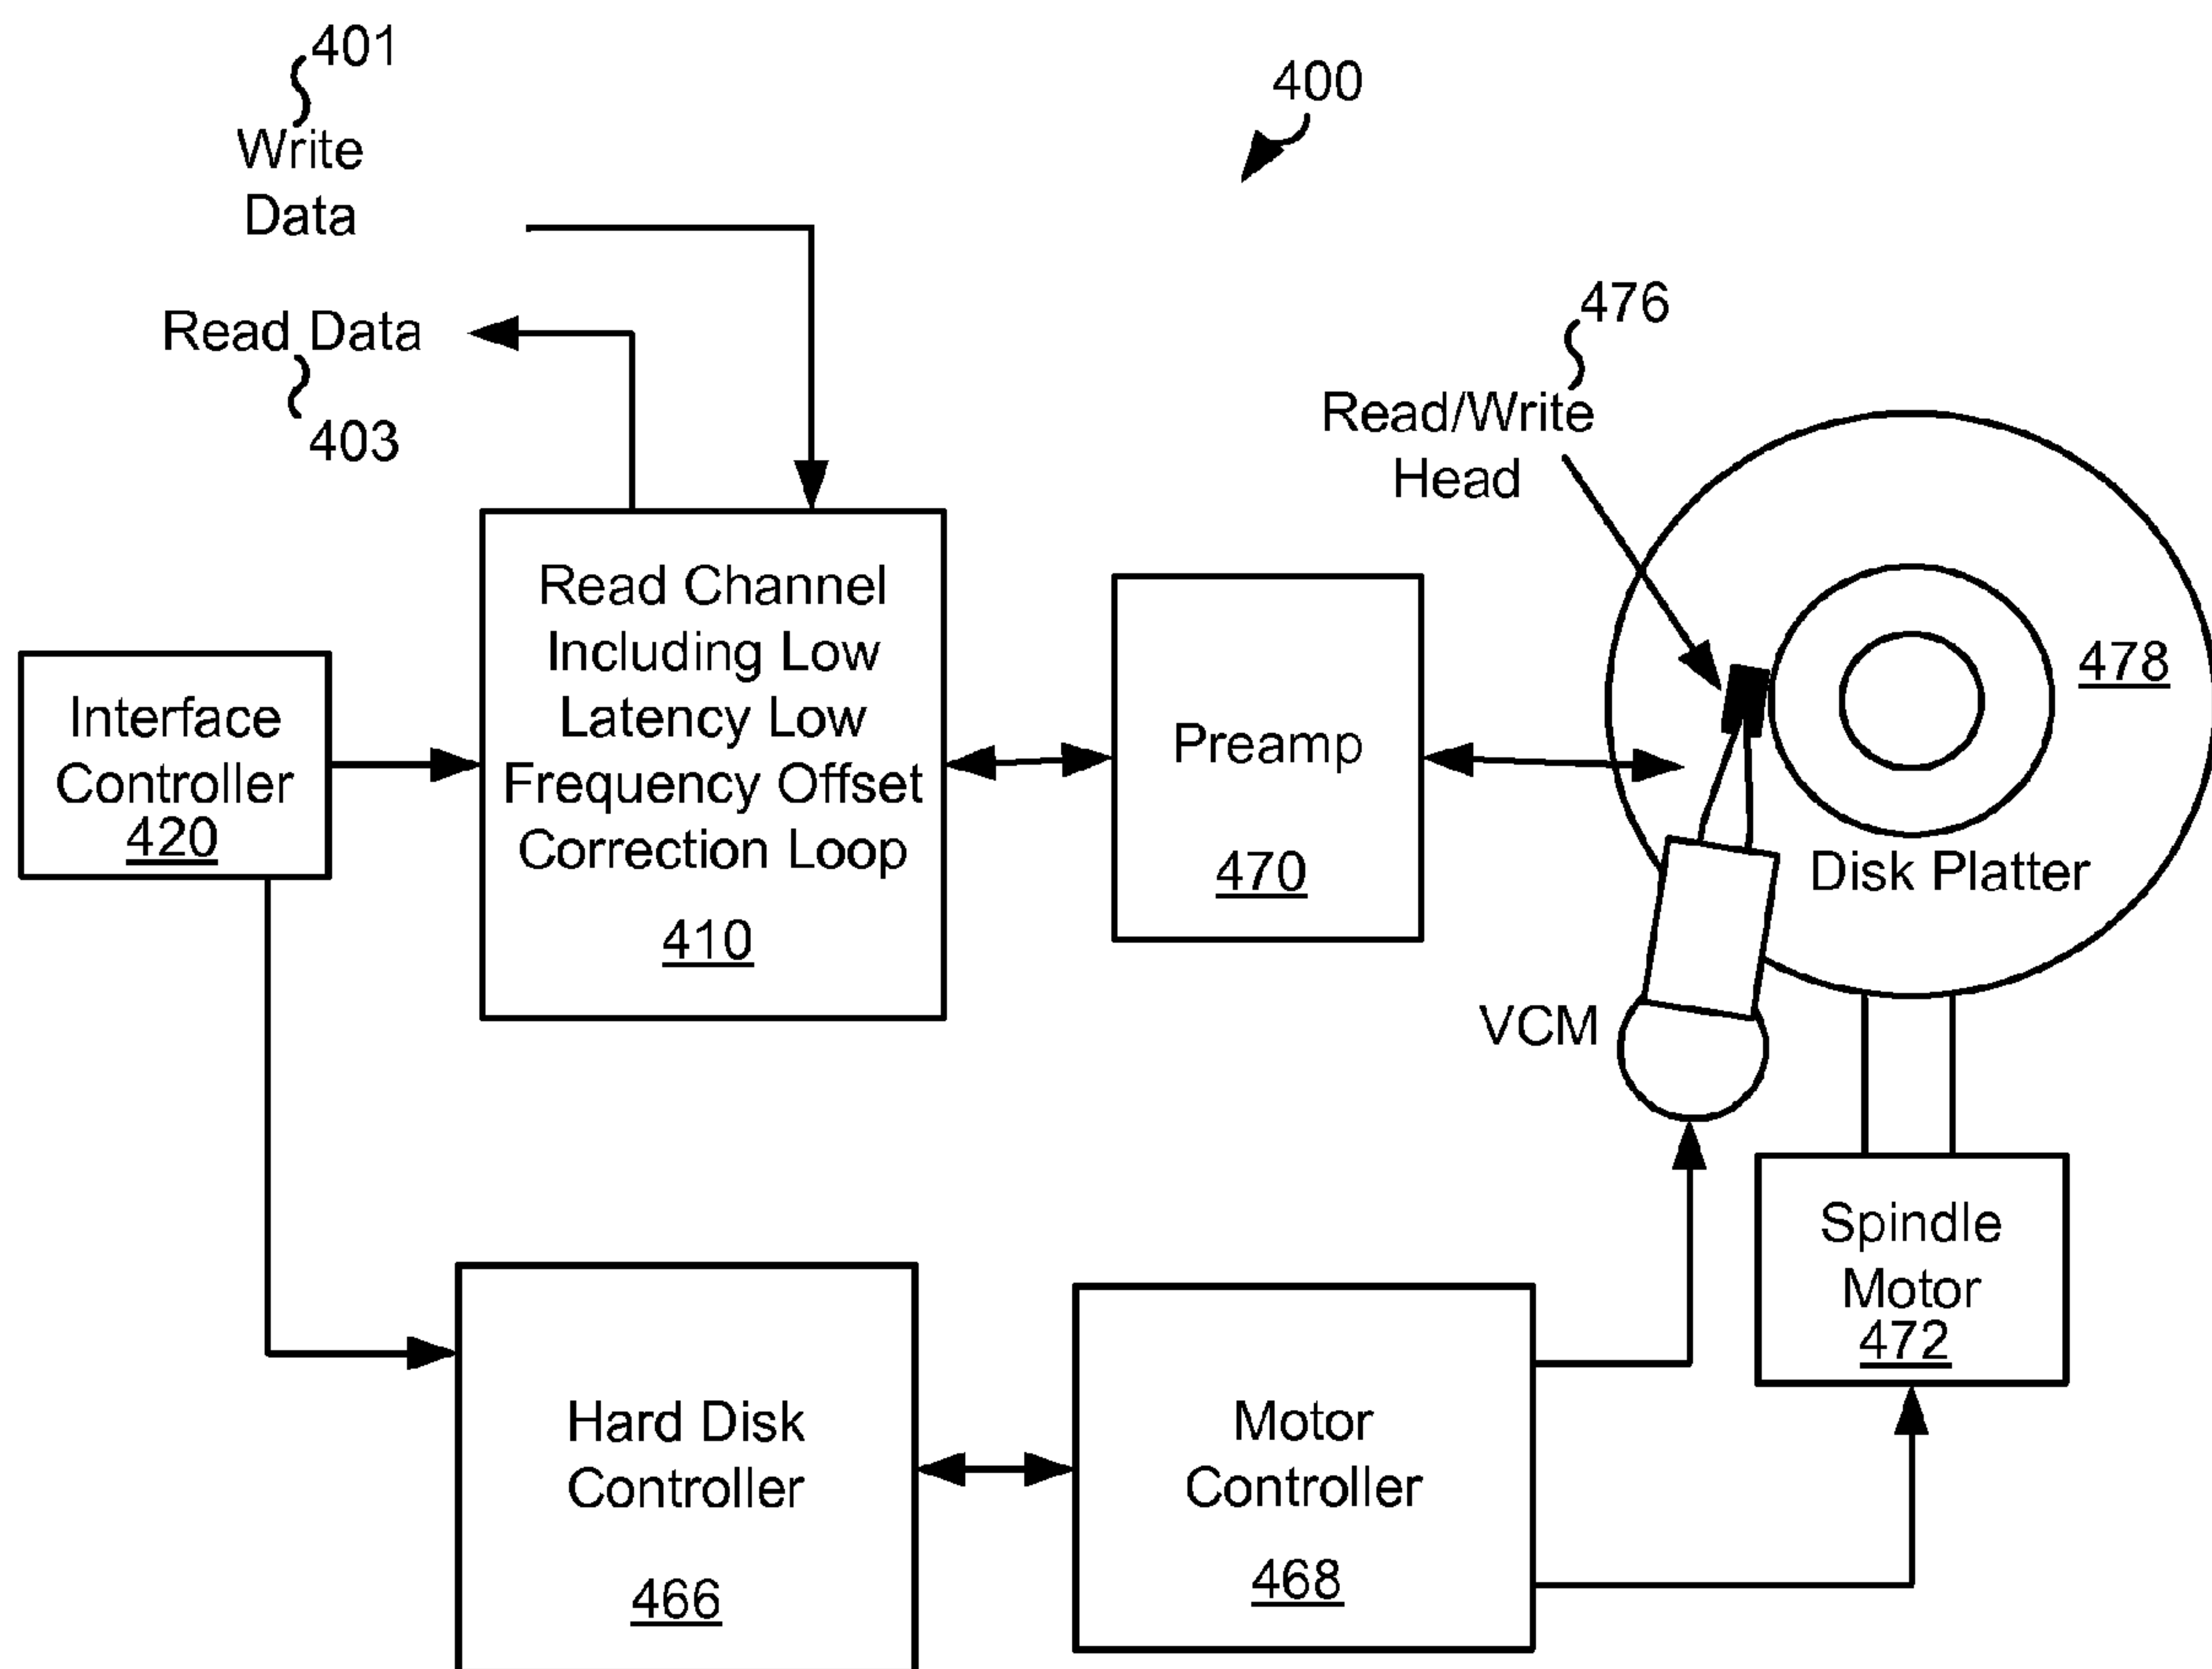 401
Write
Data
400
Read Data
403
476
Read/Write
Head
Read Channel
Including Low
Latency Low
Frequency Offset
Correction Loop
410
Interface
Controller
420
Preamp
470
478
Disk Platter
VCM
Spindle
Motor
472
Hard Disk
Controller
466
Motor
Controller
468